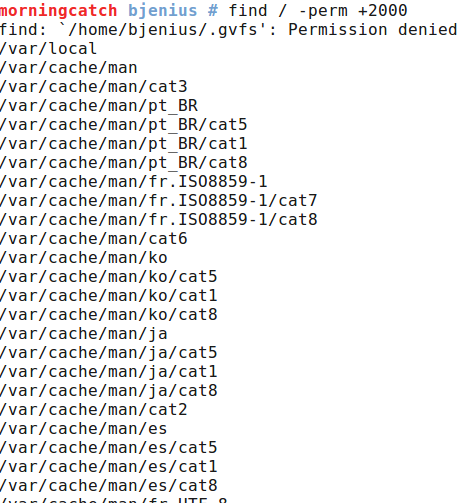 morningcatch bjenius # find / -perm +2000
find: `/home/bjenius/.gvfs': Permission denied
/var/local
/var/cache/man
/var/cache/man/cat3
/var/cache/man/pt_BR
/var/cache/man/pt_BR/cat5
/var/cache/man/pt_BR/cat1
/var/cache/man/pt_BR/cat8
/var/cache/man/fr.ISO8859-1
/var/cache/man/fr.ISO8859-1/cat7
/var/cache/man/fr.ISO8859-1/cat8
/var/cache/man/cat6
/var/cache/man/ko
/var/cache/man/ko/cat5
/var/cache/man/ko/cat1
/var/cache/man/ko/cat8
/var/cache/man/ja
/var/cache/man/ja/cat5
/var/cache/man/ja/cat1
/var/cache/man/ja/cat8
/var/cache/man/cat2
/var/cache/man/es
/var/cache/man/es/cat5
/var/cache/man/es/cat1
/var/cache/man/es/cat8
/var/cache/man/fr.UTF-8